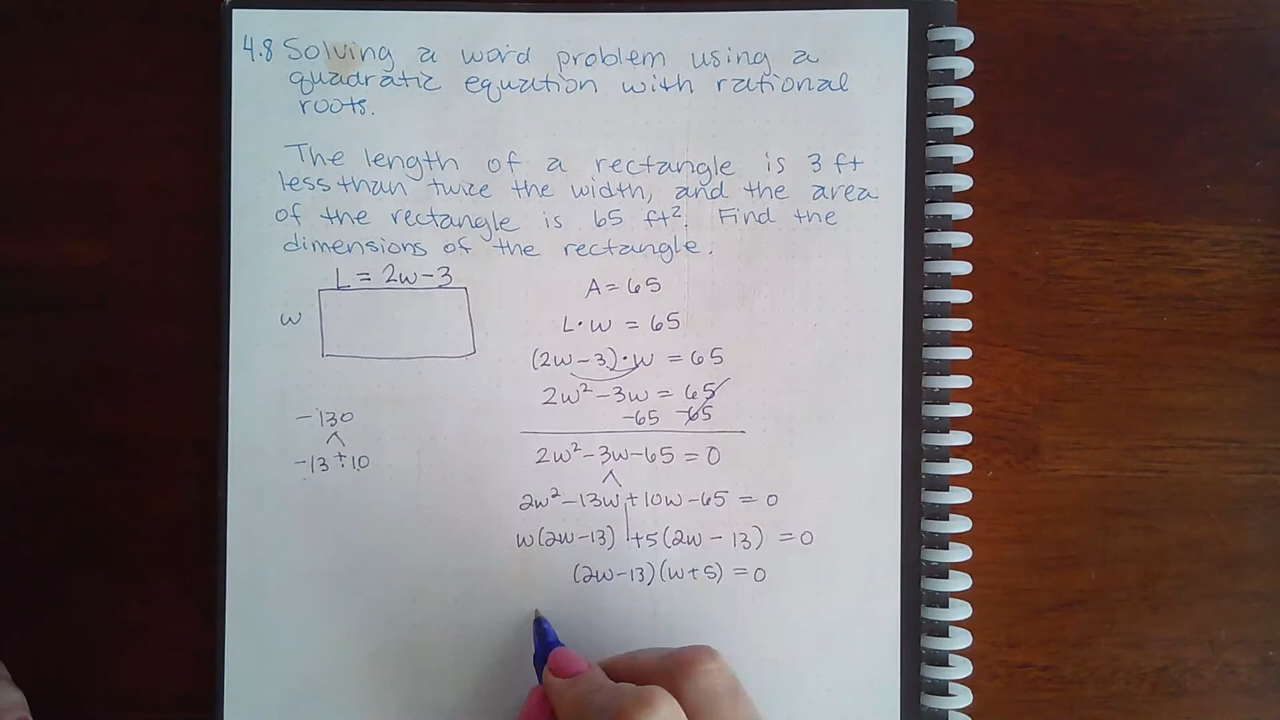 4.8 Solving a word problem using a
quadratic equation with rational
roots.
The length of a rectangle is 3 ft
less than twice the width, and the area
of the rectangle is 65 ft². Find the
dimensions of the rectangle.
L = 2w-3
w
A = 65
L·w = 65
(2w-3)·w = 65
2w²-3w = 65
-65 -65
2w²-3w-65 = 0
-130
-13 + 10
2w²-13w+10w-65 = 0
w(2w-13) +5(2w-13) = 0
(2w-13)(w+5) = 0